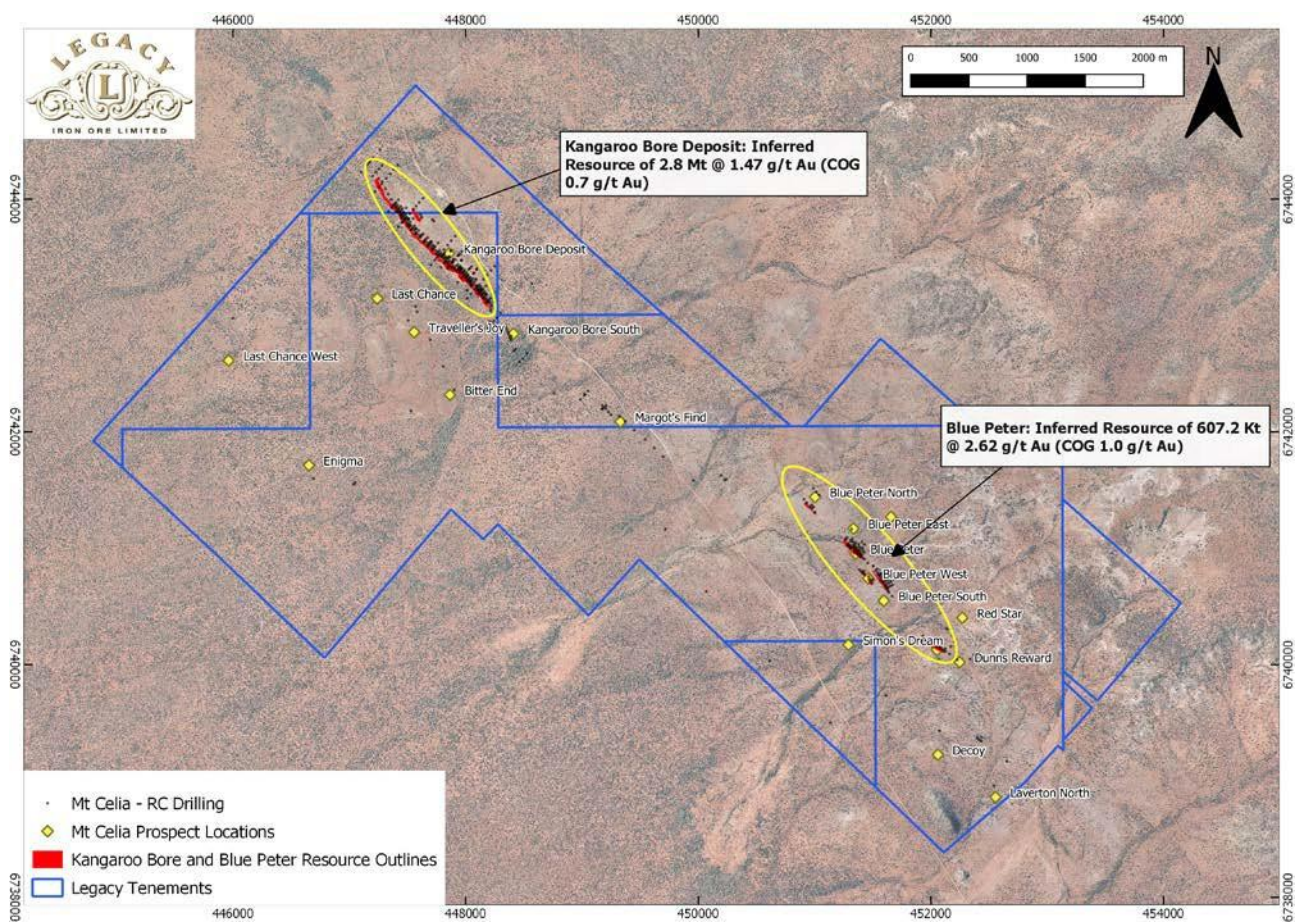 446000
448000
450000
452000
454000
LEGACY
L
IRON ORE LIMITED
0 500 1000 1500 2000 m
N
Kangaroo Bore Deposit: Inferred
Resource of 2.8 Mt @ 1.47 g/t Au (COG
0.7 g/t Au)
6744000
6744000
Kangaroo Bore Deposit
Last Chance
Traveller's Joy
Kangaroo Bore South
Last Chance West
Bitter End
Margot's Find
6742000
6742000
Blue Peter: Inferred Resource of 607.2 Kt
@ 2.62 g/t Au (COG 1.0 g/t Au)
Enigma
Blue Peter North
Blue Peter East
Blue Peter
Blue Peter West
Blue Peter South
Red Star
Simon's Dream
Dunns Reward
6740000
6740000
Decoy
Laverton North
Mt Celia - RC Drilling
Mt Celia Prospect Locations
Kangaroo Bore and Blue Peter Resource Outlines
Legacy Tenements
6738000
6738000
446000
448000
450000
452000
454000